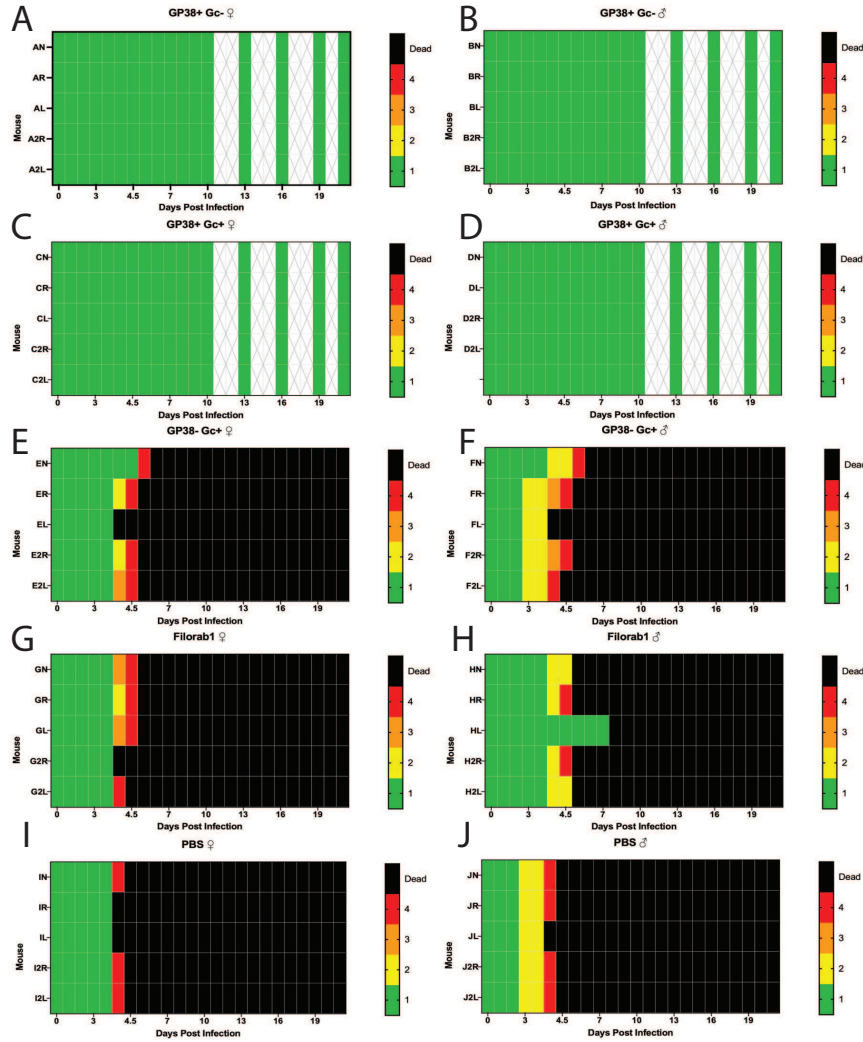 A
GP38+ Gc- ♀
AN
AR
AL
A2R
A2L
Mouse
0 3 4.5 7 10 13 16 19
Days Post Infection
Dead
4
3
2
1
B
GP38+ Gc- ♂
BN
BR
BL
B2R
B2L
Mouse
0 3 4.5 7 10 13 16 19
Days Post Infection
Dead
4
3
2
1
C
GP38+ Gc+ ♀
CN
CR
CL
C2R
C2L
Mouse
0 3 4.5 7 10 13 16 19
Days Post Infection
Dead
4
3
2
1
D
GP38+ Gc+ ♂
DN
DL
D2R
D2L
Mouse
0 3 4.5 7 10 13 16 19
Days Post Infection
Dead
4
3
2
1
E
GP38- Gc+ ♀
EN
ER
EL
E2R
E2L
Mouse
0 3 4.5 7 10 13 16 19
Days Post Infection
Dead
4
3
2
1
F
GP38- Gc+ ♂
FN
FR
FL
F2R
F2L
Mouse
0 3 4.5 7 10 13 16 19
Days Post Infection
Dead
4
3
2
1
G
Filorab1 ♀
GN
GR
GL
G2R
G2L
Mouse
0 3 4.5 7 10 13 16 19
Days Post Infection
Dead
4
3
2
1
H
Filorab1 ♂
HN
HR
HL
H2R
H2L
Mouse
0 3 4.5 7 10 13 16 19
Days Post Infection
Dead
4
3
2
1
I
PBS ♀
IN
IR
IL
I2R
I2L
Mouse
0 3 4.5 7 10 13 16 19
Days Post Infection
Dead
4
3
2
1
J
PBS ♂
JN
JR
JL
J2R
J2L
Mouse
0 3 4.5 7 10 13 16 19
Days Post Infection
Dead
4
3
2
1